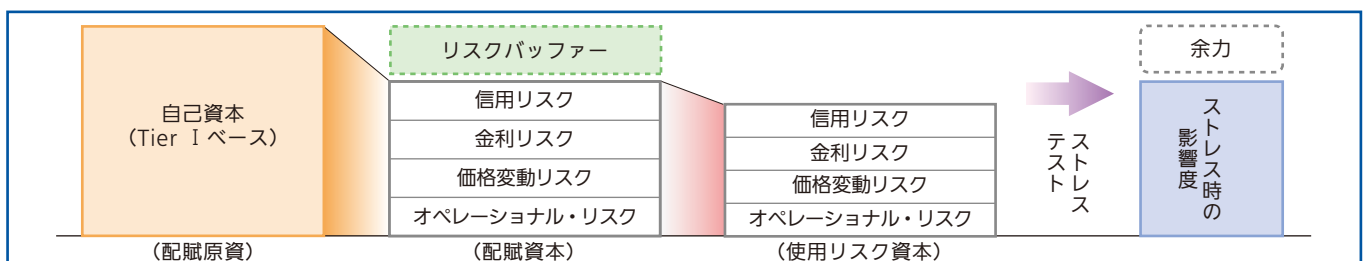 自己資本
（Tier Ⅰベース）
（配賦原資）
リスクバッファー
信用リスク
金利リスク
価格変動リスク
オペレーショナル・リスク
（配賦資本）
信用リスク
金利リスク
価格変動リスク
オペレーショナル・リスク
（使用リスク資本）
ストレス
テスト
余力
ストレス時の
影響度